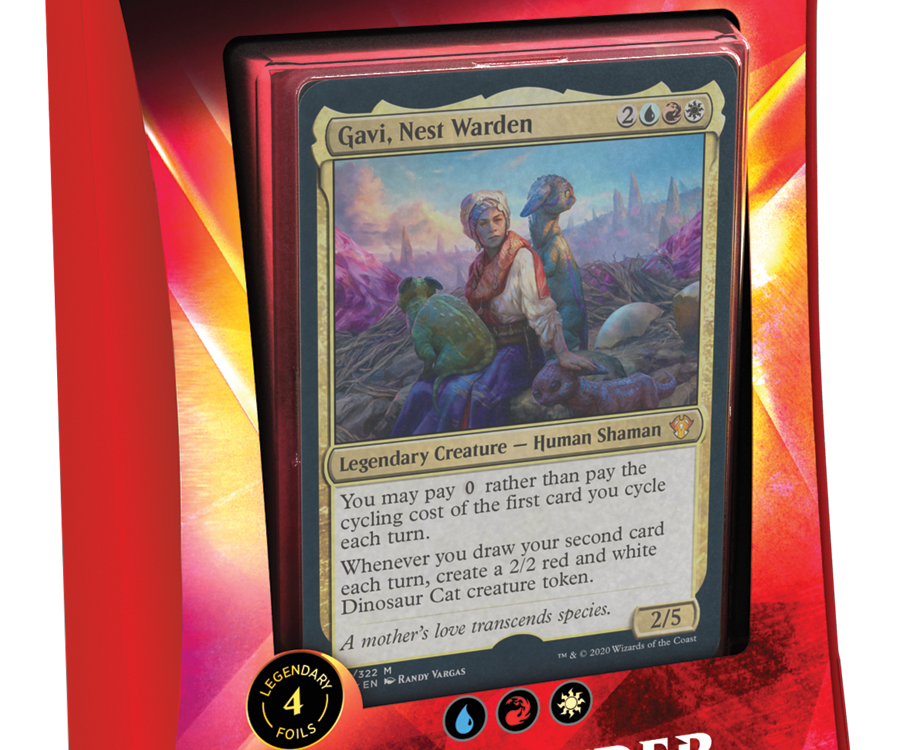 Gavi, Nest Warden 2
Legendary Creature — Human Shaman
You may pay 0 rather than pay the
cycling cost of the first card you cycle
each turn.
Whenever you draw your second card
each turn, create a 2/2 red and white
Dinosaur Cat creature token.
A mother's love transcends species.
2/5
/322 M
EN Randy Vargas
™ & © 2020 Wizards of the Coast
LEGENDARY
4
FOILS